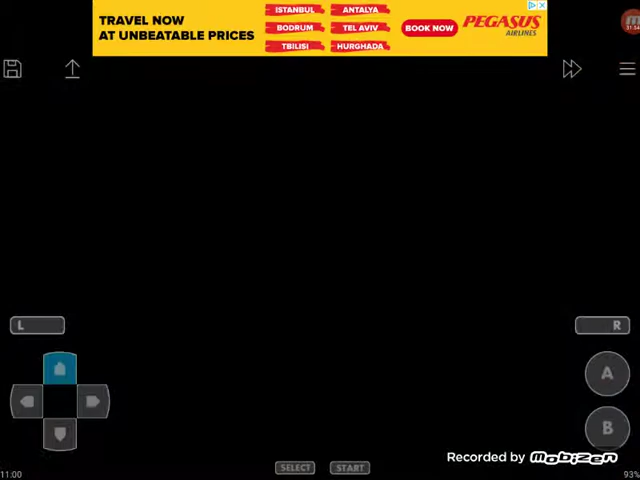 TRAVEL NOW
AT UNBEATABLE PRICES
ISTANBUL ANTALYA
BODRUM TEL AVIV
TBILISI HURGHADA
BOOK NOW
PEGASUS
AIRLINES
L
R
A
B
SELECT START
Recorded by Mobizen
11:00
93%